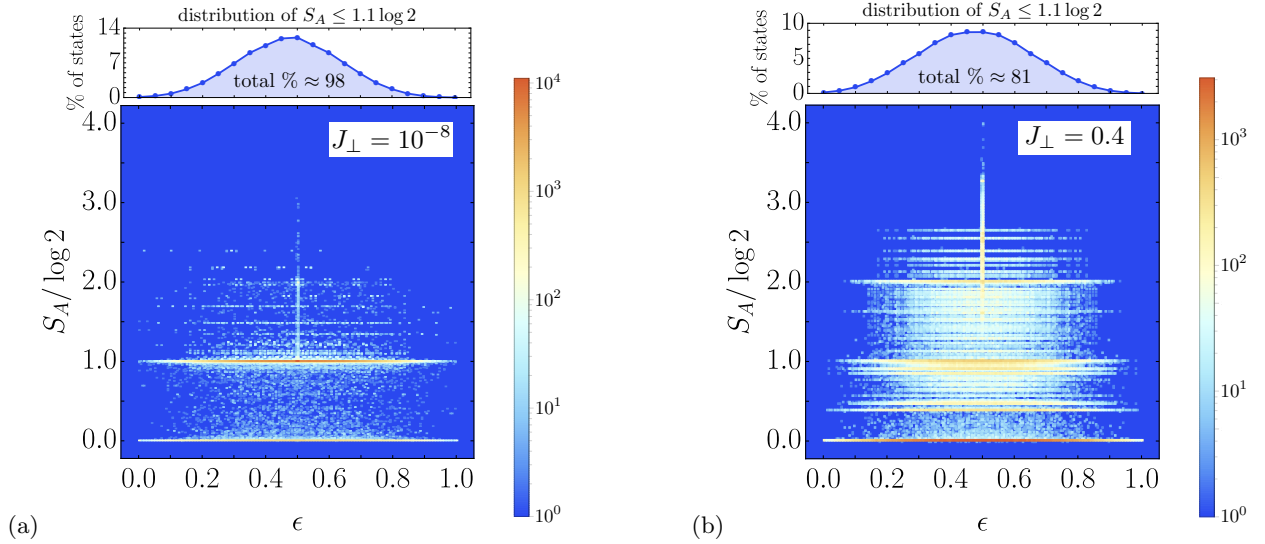 distribution of S_A ≤ 1.1 log 2
% of states
14
7
0
total % ≈ 98
J_⊥ = 10^{-8}
S_A/ log 2
4.0
3.0
2.0
1.0
0.0
0.0 0.2 0.4 0.6 0.8 1.0
ϵ
10^4
10^3
10^2
10^1
10^0
(a)
distribution of S_A ≤ 1.1 log 2
% of states
10
5
0
total % ≈ 81
J_⊥ = 0.4
S_A/ log 2
4.0
3.0
2.0
1.0
0.0
0.0 0.2 0.4 0.6 0.8 1.0
ϵ
10^3
10^2
10^1
10^0
(b)